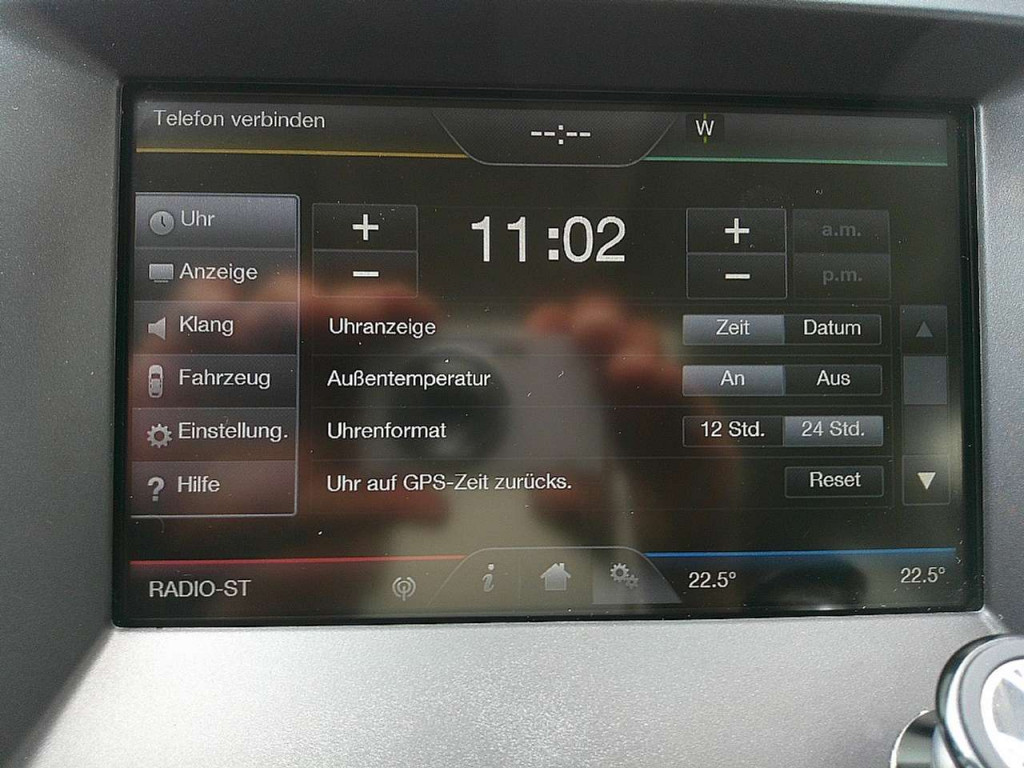 Telefon verbinden
--:--
W
Uhr
+
11:02
+
a.m.
Anzeige
−
−
p.m.
Klang
Uhranzeige
Zeit
Datum
Fahrzeug
Außentemperatur
An
Aus
Einstellung.
Uhrenformat
12 Std.
24 Std.
? Hilfe
Uhr auf GPS-Zeit zurücks.
Reset
RADIO-ST
i
22.5°
22.5°